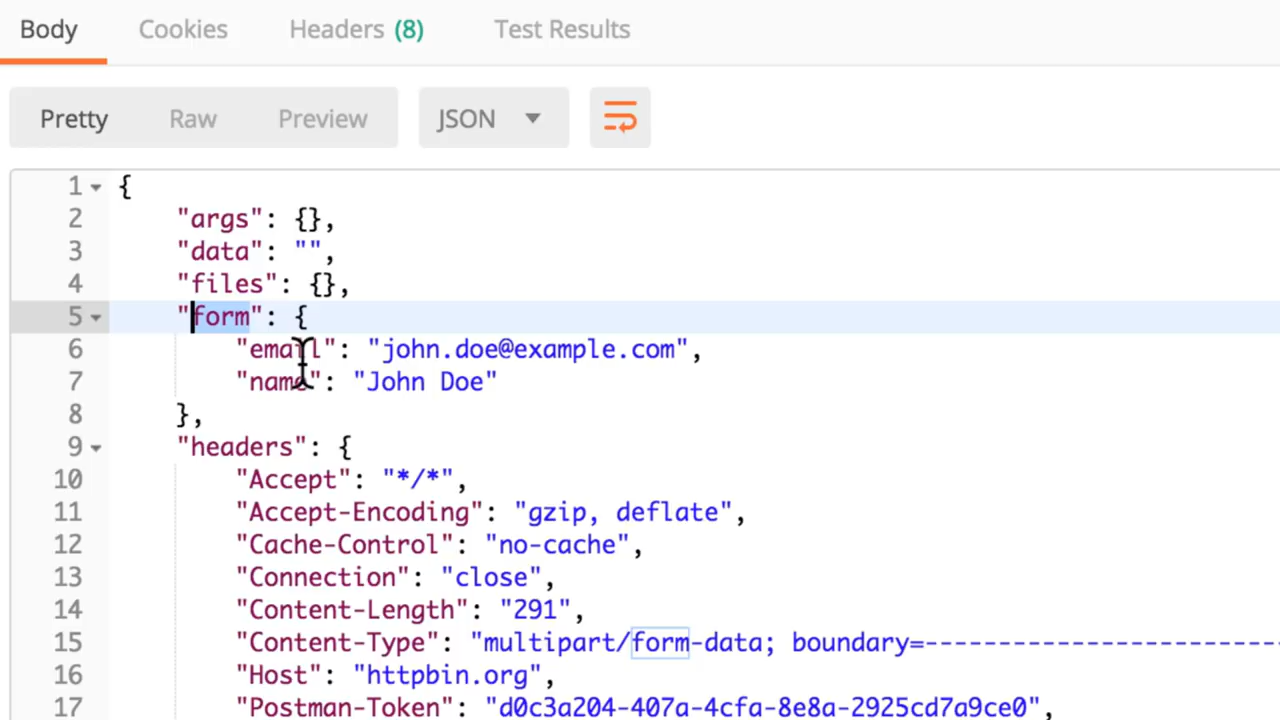 Body Cookies Headers (8) Test Results
Pretty Raw Preview JSON
1 {
2 "args": {},
3 "data": "",
4 "files": {},
5 "form": {
6 "email": "john.doe@example.com",
7 "name": "John Doe"
8 },
9 "headers": {
10 "Accept": "*/*",
11 "Accept-Encoding": "gzip, deflate",
12 "Cache-Control": "no-cache",
13 "Connection": "close",
14 "Content-Length": "291",
15 "Content-Type": "multipart/form-data; boundary=------------------------
16 "Host": "httpbin.org",
17 "Postman-Token": "d0c3a204-407a-4cfa-8e8a-2925cd7a9ce0",